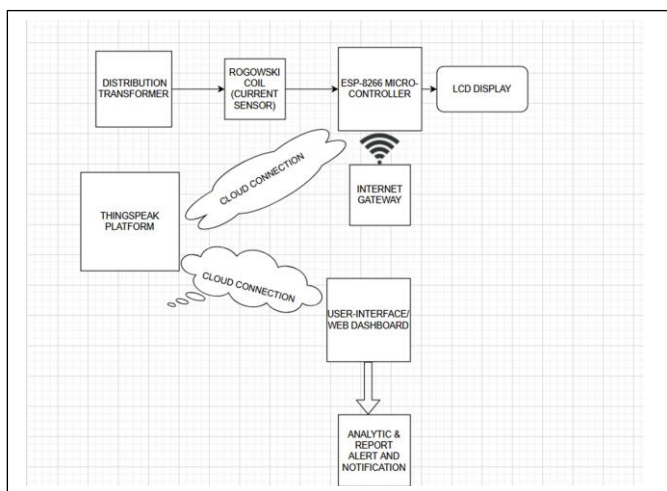 DISTRIBUTION
TRANSFORMER
ROGOWSKI
COIL
(CURRENT
SENSOR)
ESP-8266 MICRO-
CONTROLLER
LCD DISPLAY
CLOUD CONNECTION
INTERNET
GATEWAY
THINGSPEAK
PLATFORM
CLOUD CONNECTION
USER-INTERFACE/
WEB DASHBOARD
ANALYTIC &
REPORT
ALERT AND
NOTIFICATION